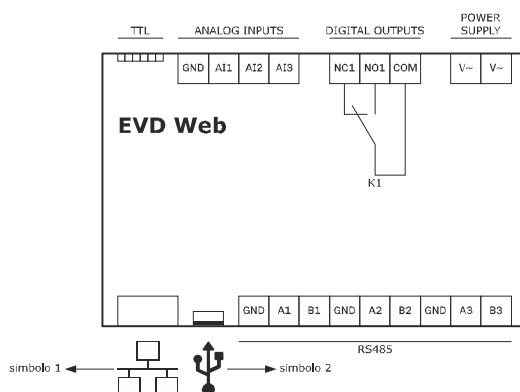 TTL ANALOG INPUTS DIGITAL OUTPUTS POWER SUPPLY
GND AI1 AI2 AI3 NC1 NO1 COM V~ V~
EVD Web
K1
GND A1 B1 GND A2 B2 GND A3 B3
RS485
simbolo 1 simbolo 2